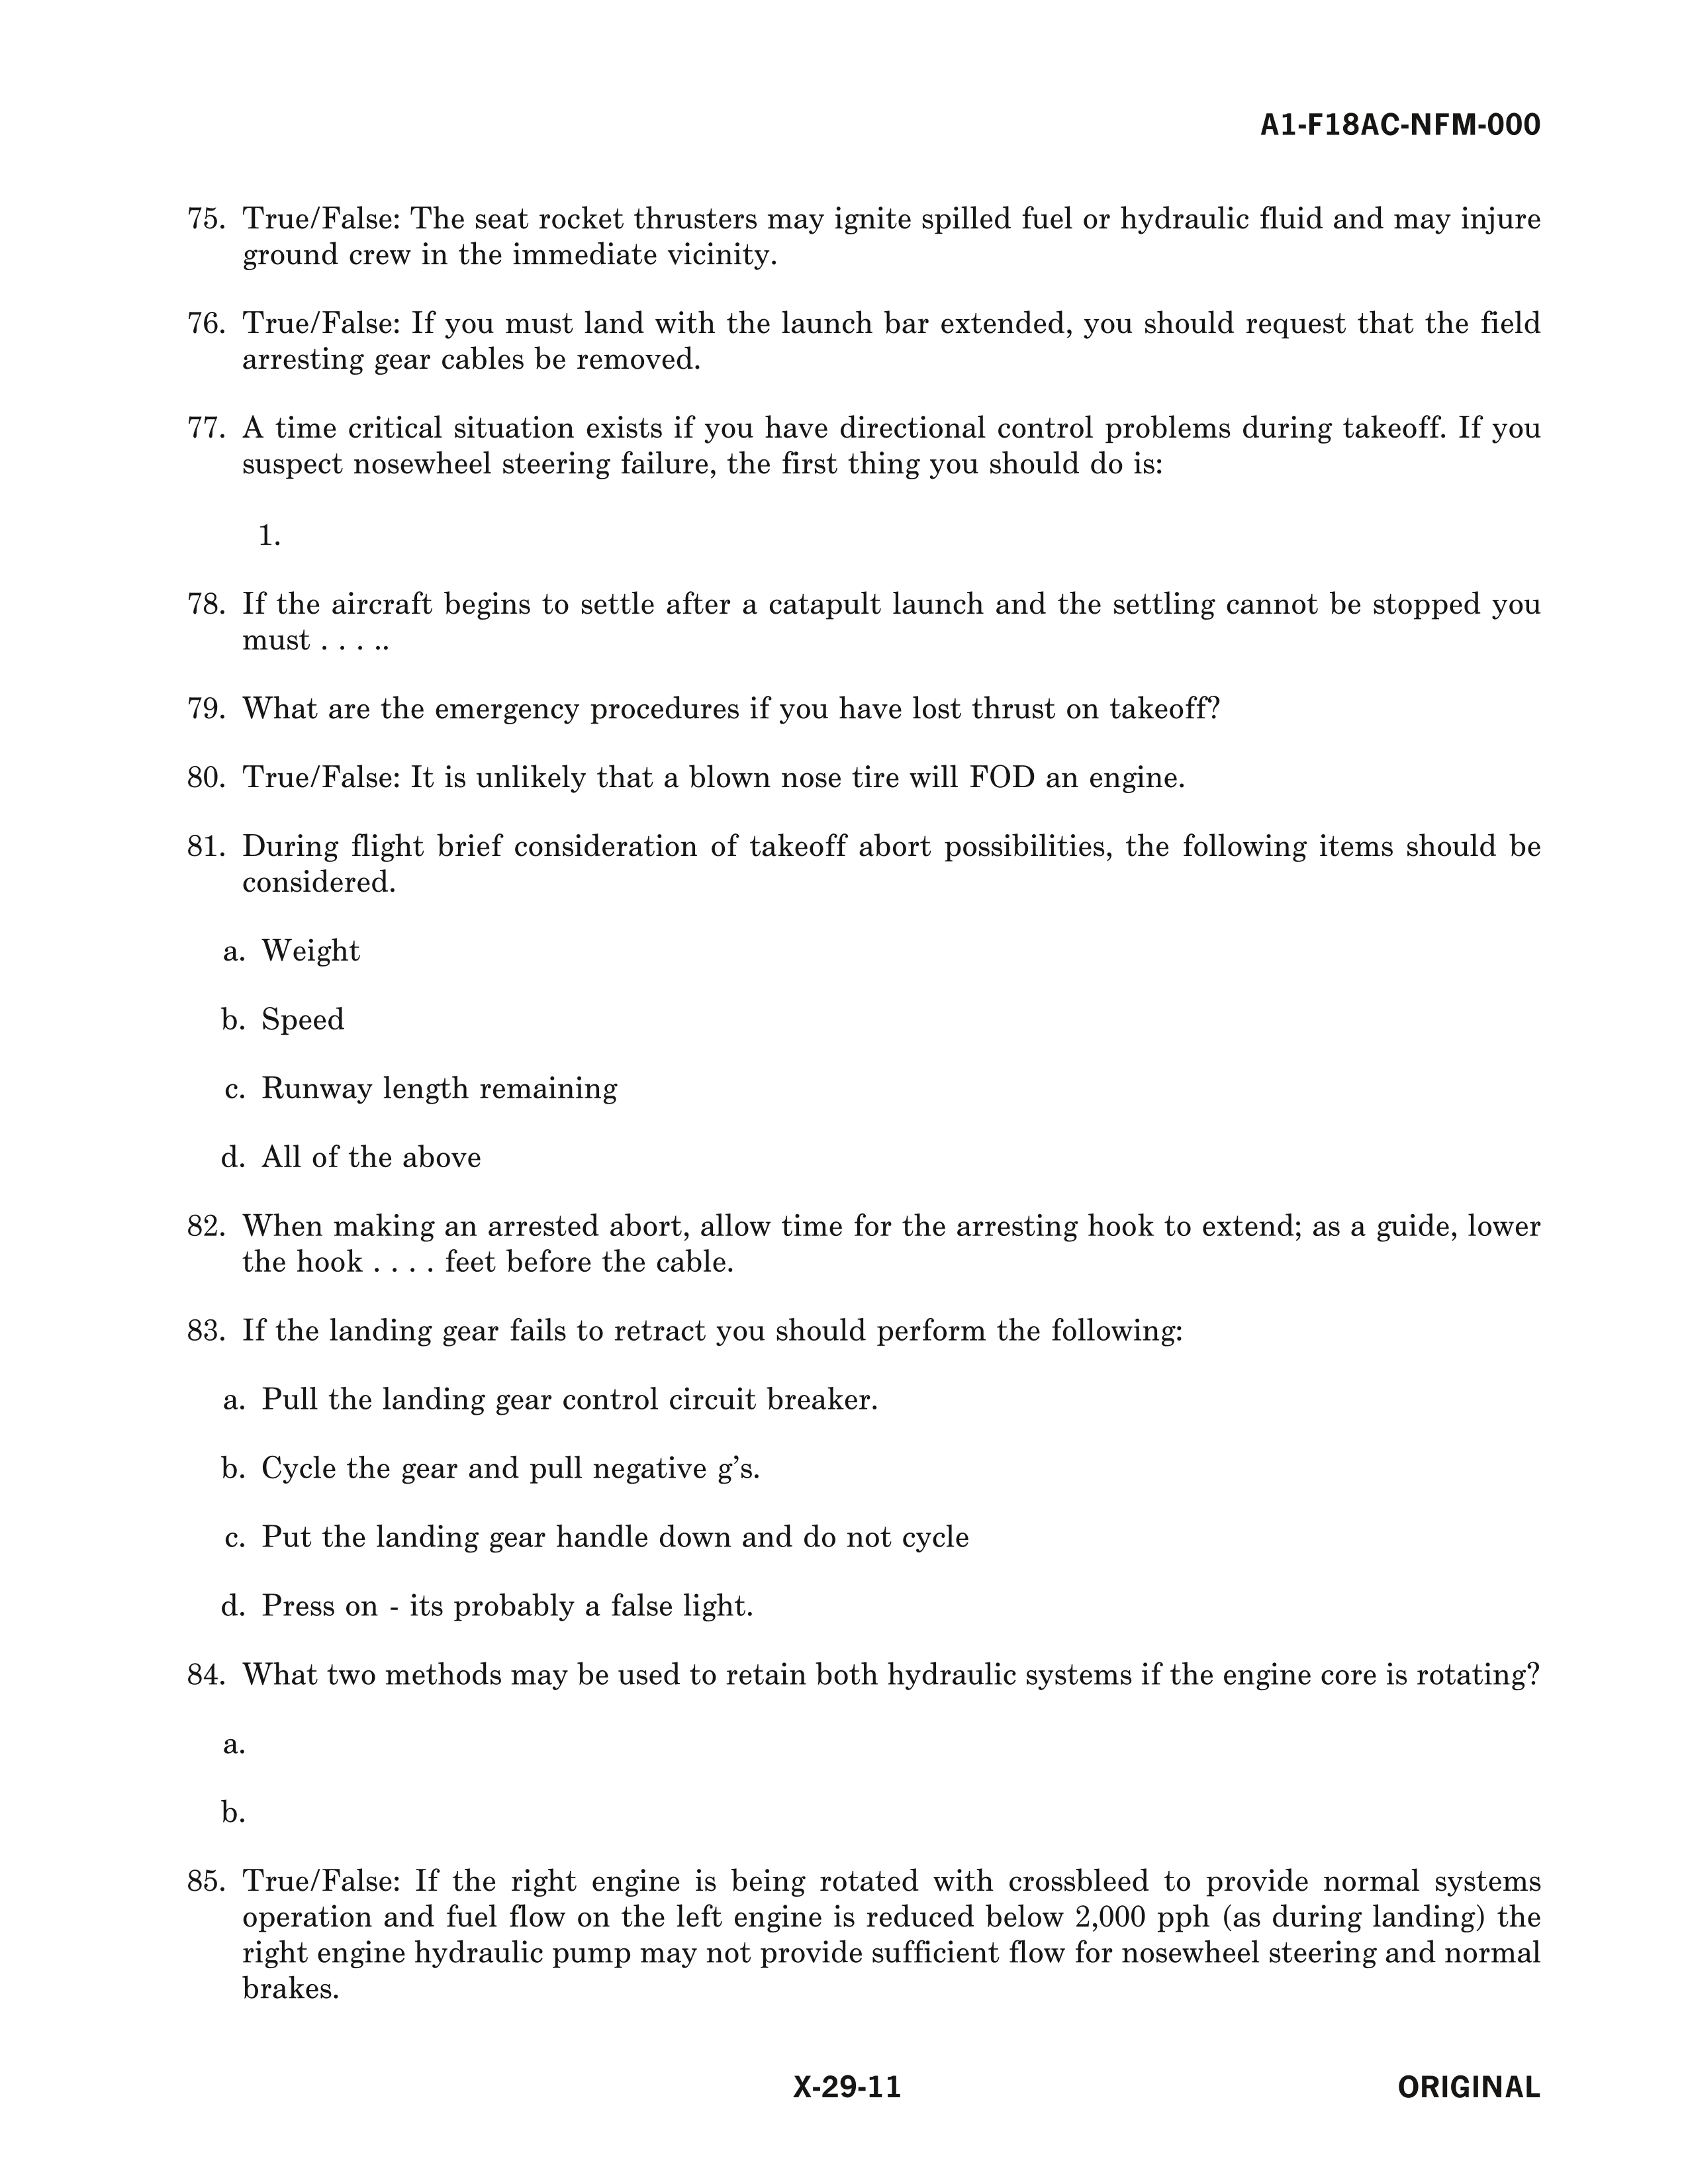 A1-F18AC-NFM-000
75. True/False: The seat rocket thrusters may ignite spilled fuel or hydraulic fluid and may injure
ground crew in the immediate vicinity.
76. True/False: If you must land with the launch bar extended, you should request that the field
arresting gear cables be removed.
77. A time critical situation exists if you have directional control problems during takeoff. If you
suspect nosewheel steering failure, the first thing you should do is:
1.
78. If the aircraft begins to settle after a catapult launch and the settling cannot be stopped you
must . . . ..
79. What are the emergency procedures if you have lost thrust on takeoff?
80. True/False: It is unlikely that a blown nose tire will FOD an engine.
81. During flight brief consideration of takeoff abort possibilities, the following items should be
considered.
a. Weight
b. Speed
c. Runway length remaining
d. All of the above
82. When making an arrested abort, allow time for the arresting hook to extend; as a guide, lower
the hook . . . . feet before the cable.
83. If the landing gear fails to retract you should perform the following:
a. Pull the landing gear control circuit breaker.
b. Cycle the gear and pull negative g’s.
c. Put the landing gear handle down and do not cycle
d. Press on - its probably a false light.
84. What two methods may be used to retain both hydraulic systems if the engine core is rotating?
a.
b.
85. True/False: If the right engine is being rotated with crossbleed to provide normal systems
operation and fuel flow on the left engine is reduced below 2,000 pph (as during landing) the
right engine hydraulic pump may not provide sufficient flow for nosewheel steering and normal
brakes.
X-29-11
ORIGINAL